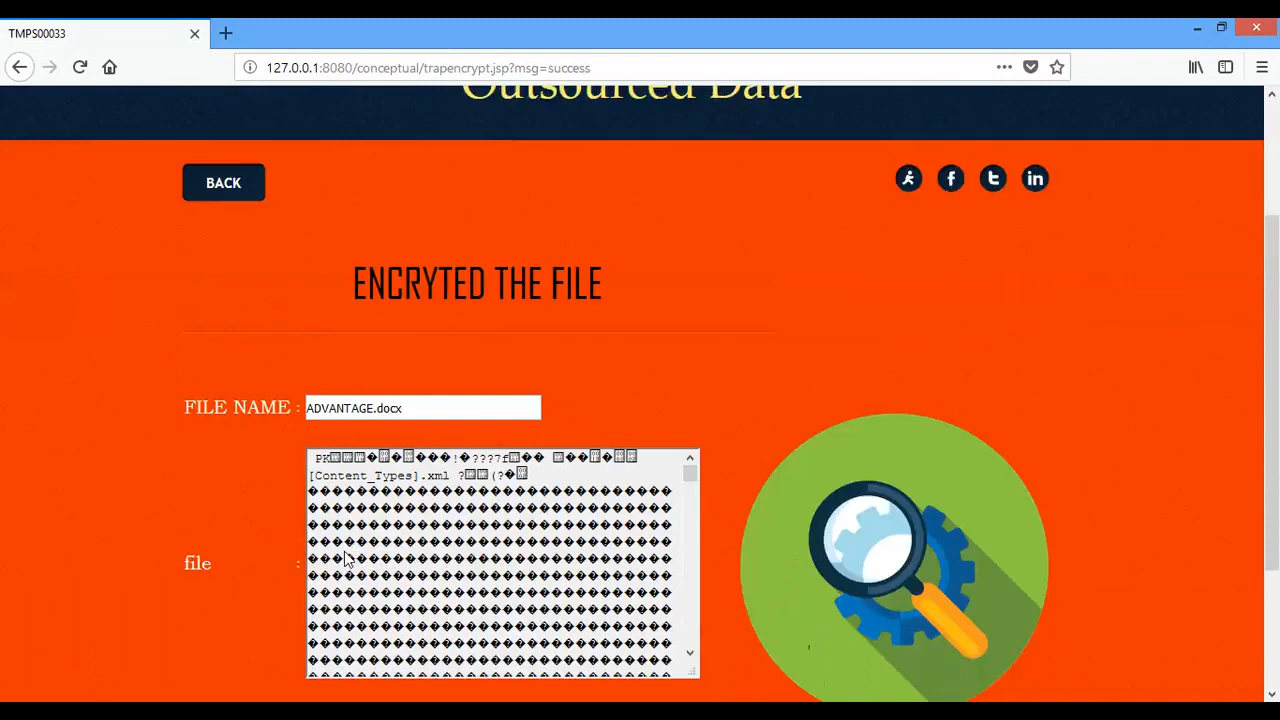 TMPS00033
127.0.0.1:8080/conceptual/trapencrypt.jsp?msg=success
Outsourced Data
BACK
ENCRYTED THE FILE
FILE NAME : ADVANTAGE.docx
PK
[Content_Types].xml
file :